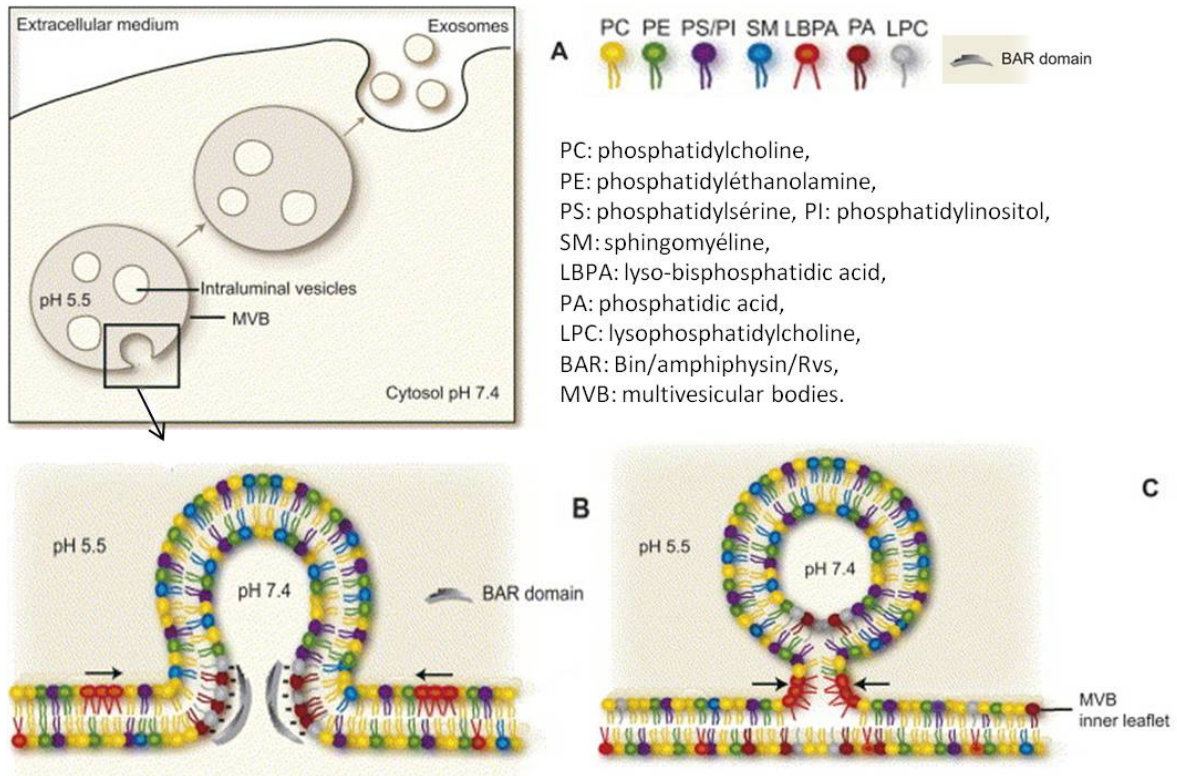 Extracellular medium
Exosomes
pH 5.5
Intraluminal vesicles
MVB
Cytosol pH 7.4
A
PC PE PS/PI SM LBPA PA LPC
BAR domain
PC: phosphatidylcholine,
PE: phosphatidyléthanolamine,
PS: phosphatidylsérine, PI: phosphatidylinositol,
SM: sphingomyéline,
LBPA: lyso-bisphosphatidic acid,
PA: phosphatidic acid,
LPC: lysophosphatidylcholine,
BAR: Bin/amphiphysin/Rvs,
MVB: multivesicular bodies.
B
pH 5.5
pH 7.4
BAR domain
C
pH 5.5
pH 7.4
MVB
inner leaflet